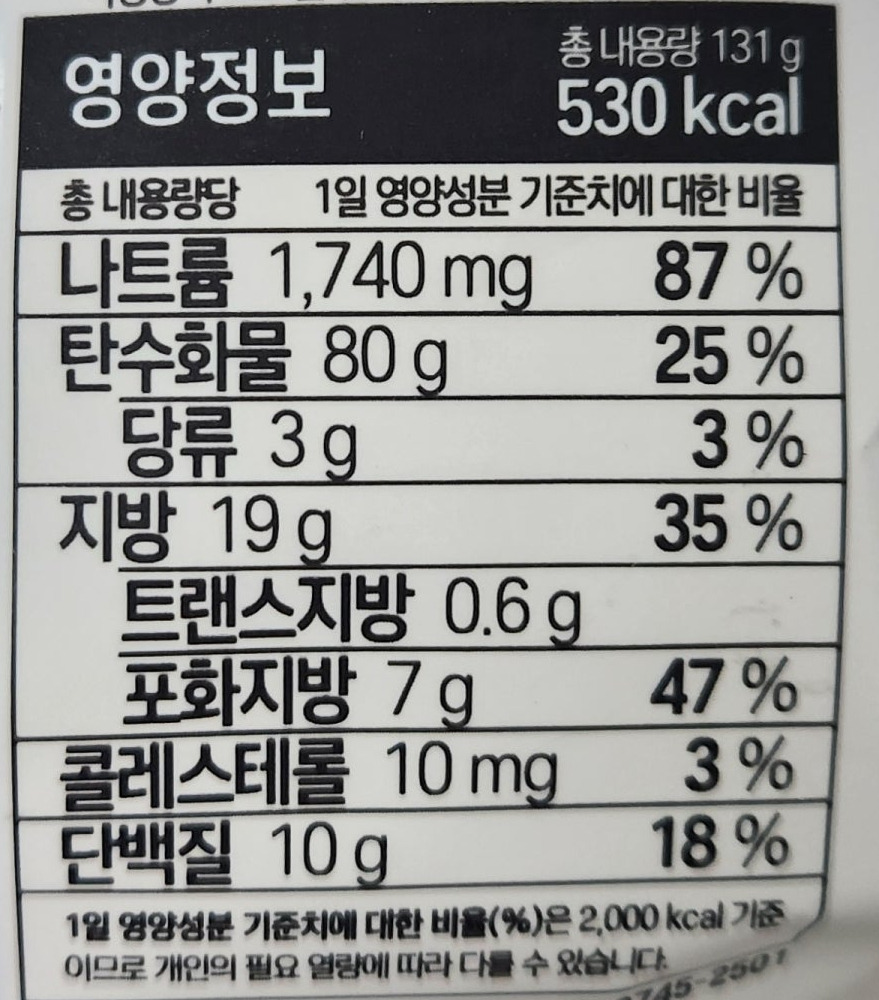 영양정보
총 내용량 131 g
530 kcal
총 내용량당 1일 영양성분 기준치에 대한 비율
나트륨 1,740 mg 87 %
탄수화물 80 g 25 %
당류 3 g 3 %
지방 19 g 35 %
트랜스지방 0.6 g
포화지방 7 g 47 %
콜레스테롤 10 mg 3 %
단백질 10 g 18 %
1일 영양성분 기준치에 대한 비율(%)은 2,000 kcal 기준
이므로 개인의 필요 열량에 따라 다를 수 있습니다.